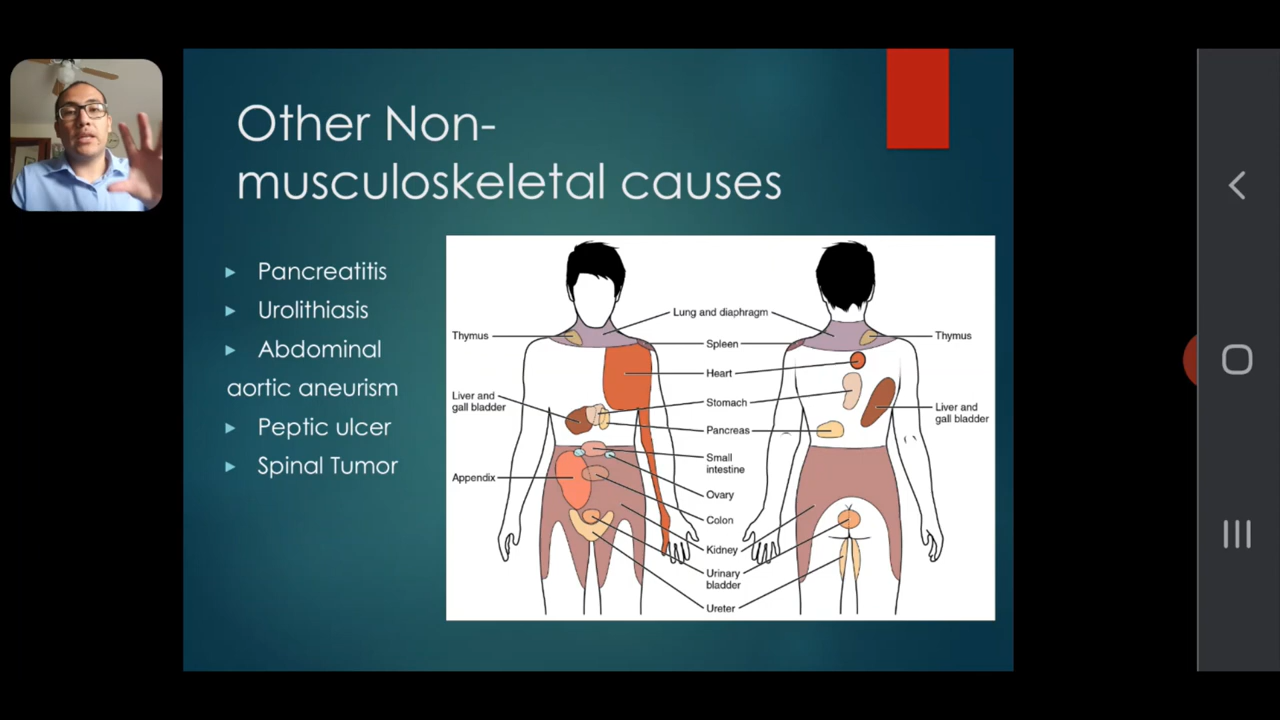 Other Non-
musculoskeletal causes
Pancreatitis
Urolithiasis
Abdominal
aortic aneurism
Peptic ulcer
Spinal Tumor
Lung and diaphragm
Thymus
Spleen
Thymus
Heart
Liver and
gall bladder
Stomach
Liver and
gall bladder
Pancreas
Small
intestine
Appendix
Ovary
Colon
Kidney
Urinary
bladder
Ureter